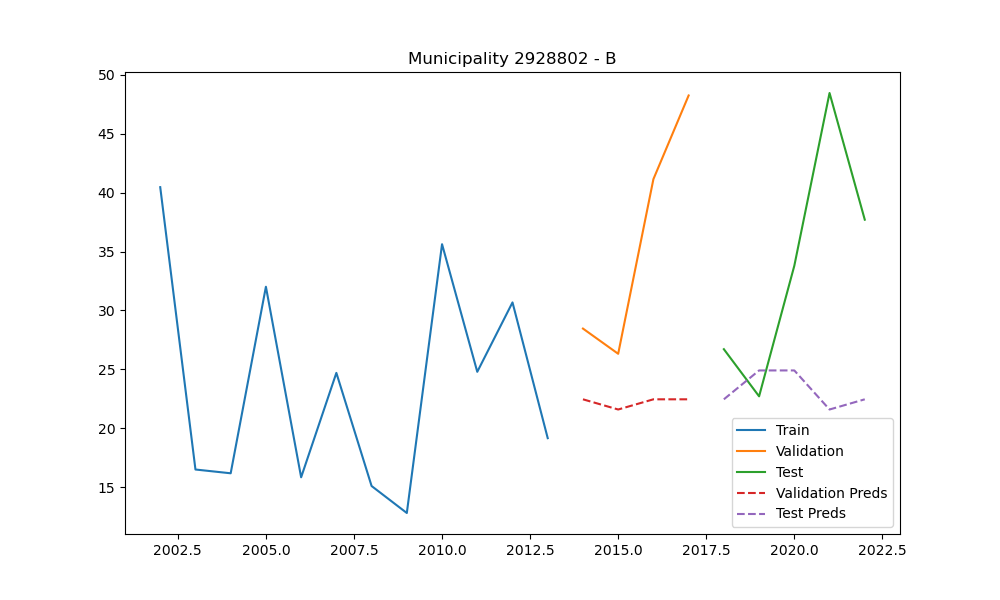 Municipality 2928802 - B
50
45
40
35
30
25
20
15
2002.5 2005.0 2007.5 2010.0 2012.5 2015.0 2017.5 2020.0 2022.5
Train
Validation
Test
Validation Preds
Test Preds